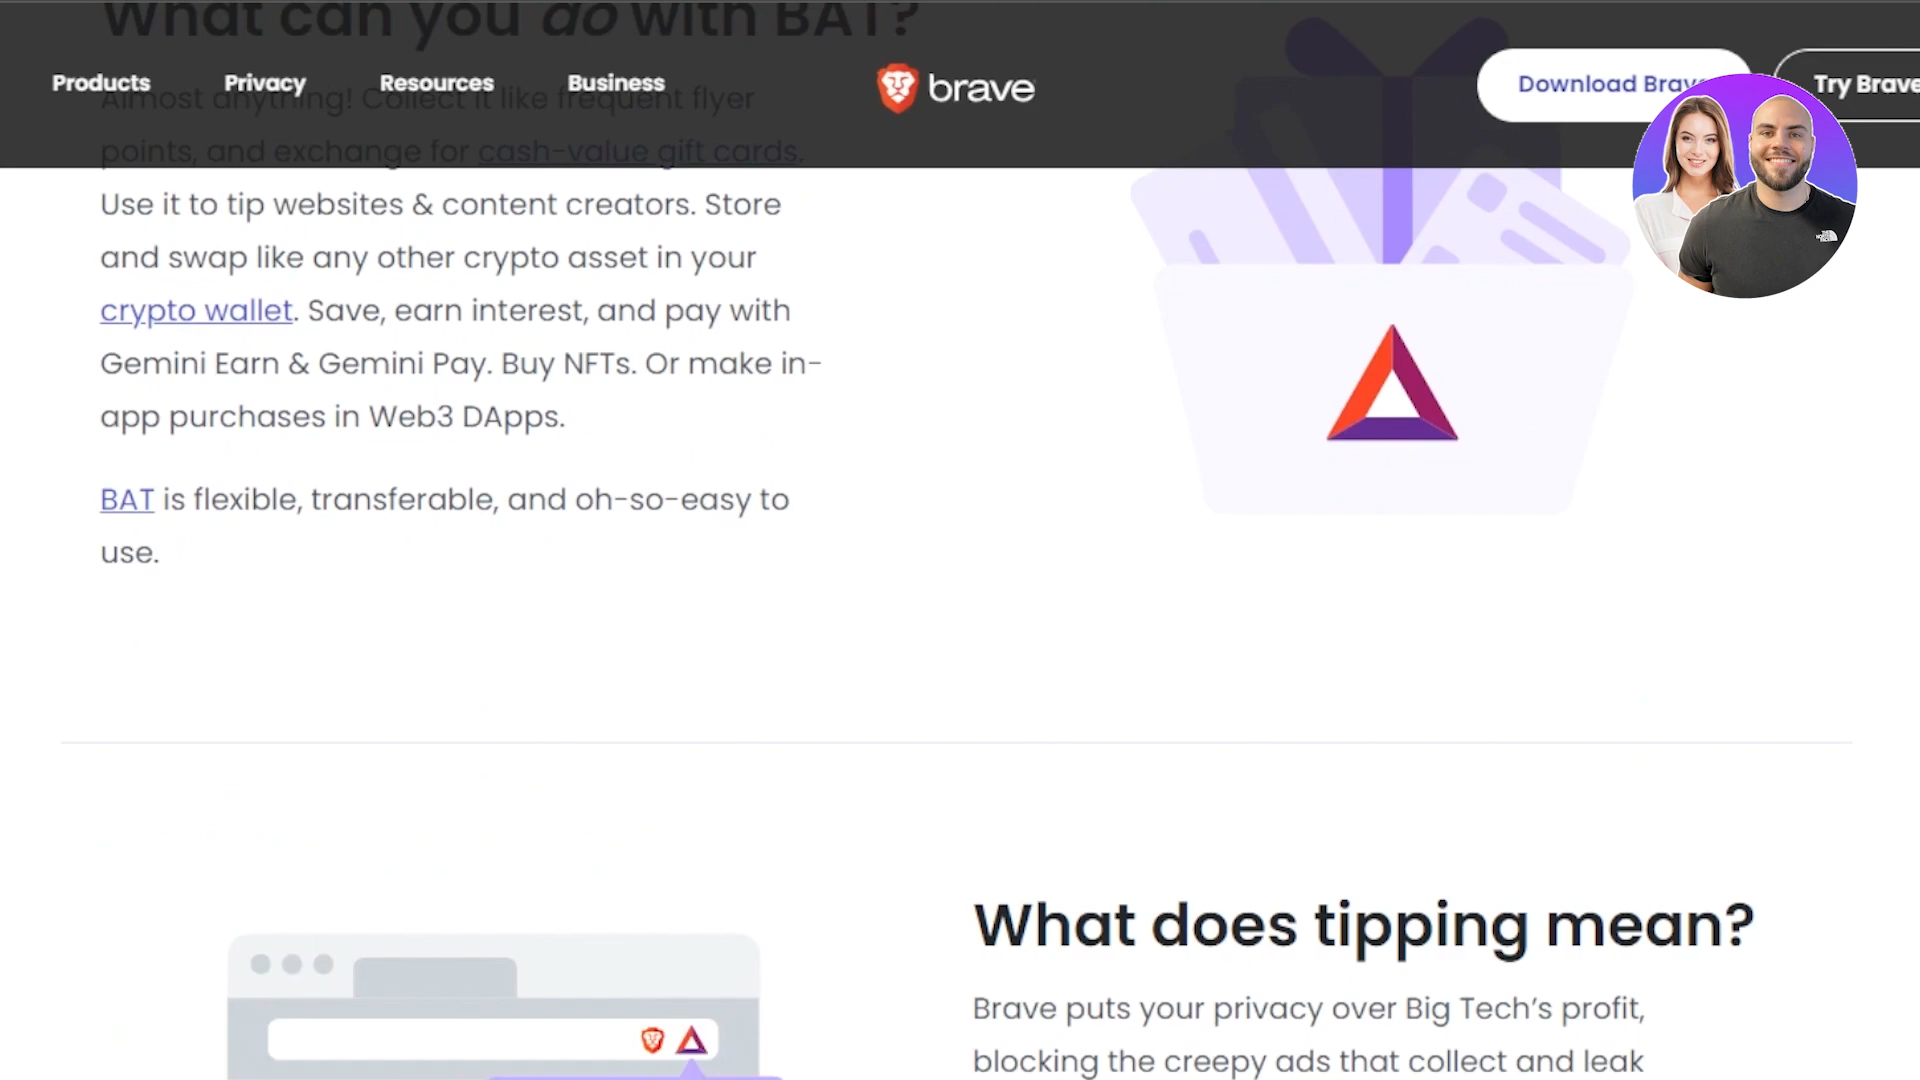 What can you do with BAT?
Products
Privacy
Resources
Business
brave
Download Brave
Try Brave
Almost anything! Collect it like frequent flyer
points, and exchange for cash-value gift cards.
Use it to tip websites & content creators. Store
and swap like any other crypto asset in your
crypto wallet. Save, earn interest, and pay with
Gemini Earn & Gemini Pay. Buy NFTs. Or make in-
app purchases in Web3 DApps.
BAT is flexible, transferable, and oh-so-easy to
use.
What does tipping mean?
Brave puts your privacy over Big Tech's profit,
blocking the creepy ads that collect and leak